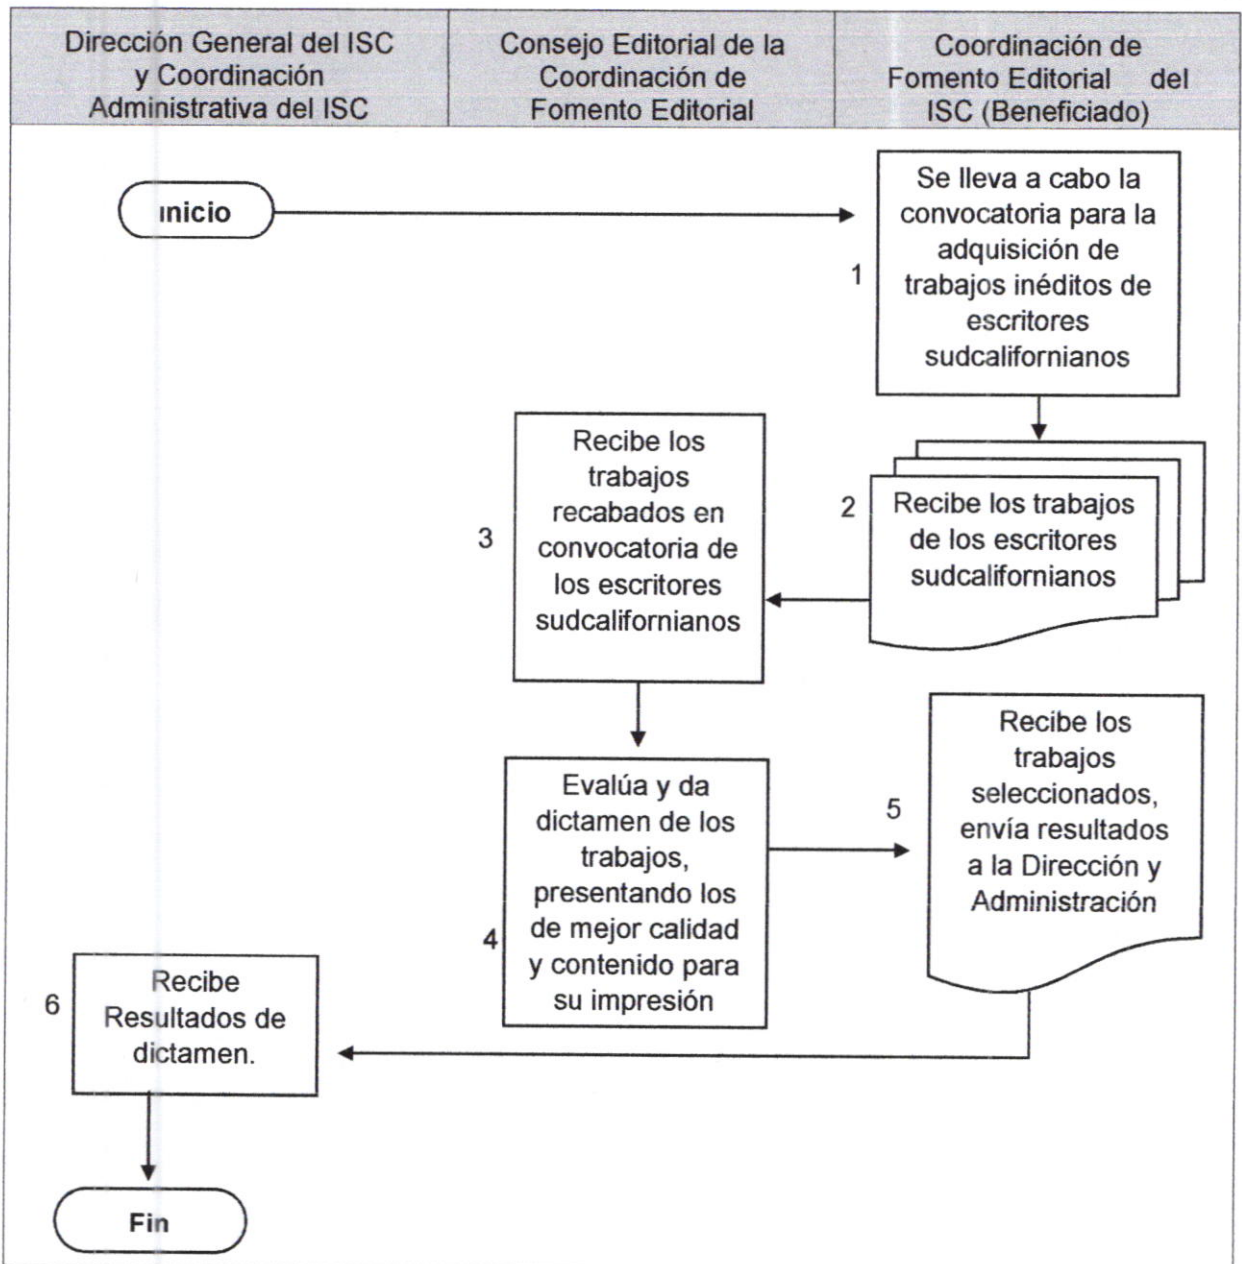 Dirección General del ISC
y Coordinación
Administrativa del ISC
Consejo Editorial de la
Coordinación de
Fomento Editorial
Coordinación de
Fomento Editorial del
ISC (Beneficiado)
Inicio
1
Se lleva a cabo la
convocatoria para la
adquisición de
trabajos inéditos de
escritores
sudcalifornianos
2
Recibe los trabajos
de los escritores
sudcalifornianos
3
Recibe los
trabajos
recabados en
convocatoria de
los escritores
sudcalifornianos
4
Evalúa y da
dictamen de los
trabajos,
presentando los
de mejor calidad
y contenido para
su impresión
5
Recibe los
trabajos
seleccionados,
envía resultados
a la Dirección y
Administración
6
Recibe
Resultados de
dictamen.
Fin